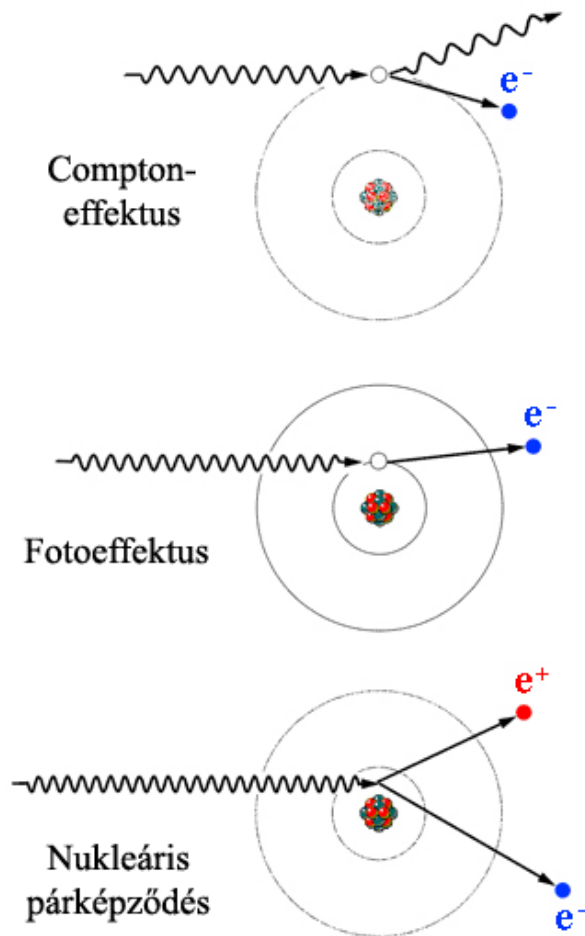 e⁻
Compton-
effektus
e⁻
Fotoeffektus
e⁺
Nukleáris
párképződés
e⁻